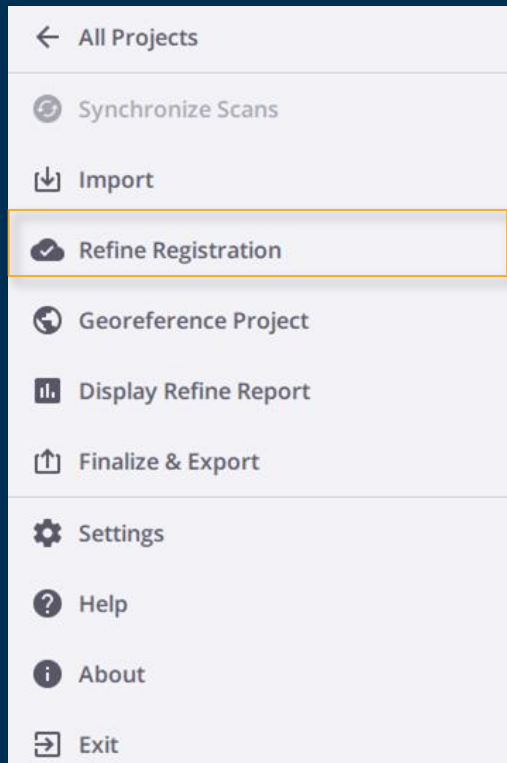 All Projects
Synchronize Scans
Import
Refine Registration
Georeference Project
Display Refine Report
Finalize & Export
Settings
Help
About
Exit